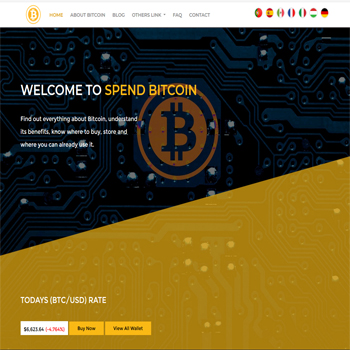 HOME ABOUT BITCOIN BLOG OTHERS LINK FAQ CONTACT
WELCOME TO SPEND BITCOIN
Find out everything about Bitcoin, understand
its benefits, know where to buy, store and
where you can already use it.
TODAYS (BTC/USD) RATE
$6,623.64 (-4.764%) Buy Now View All Wallet